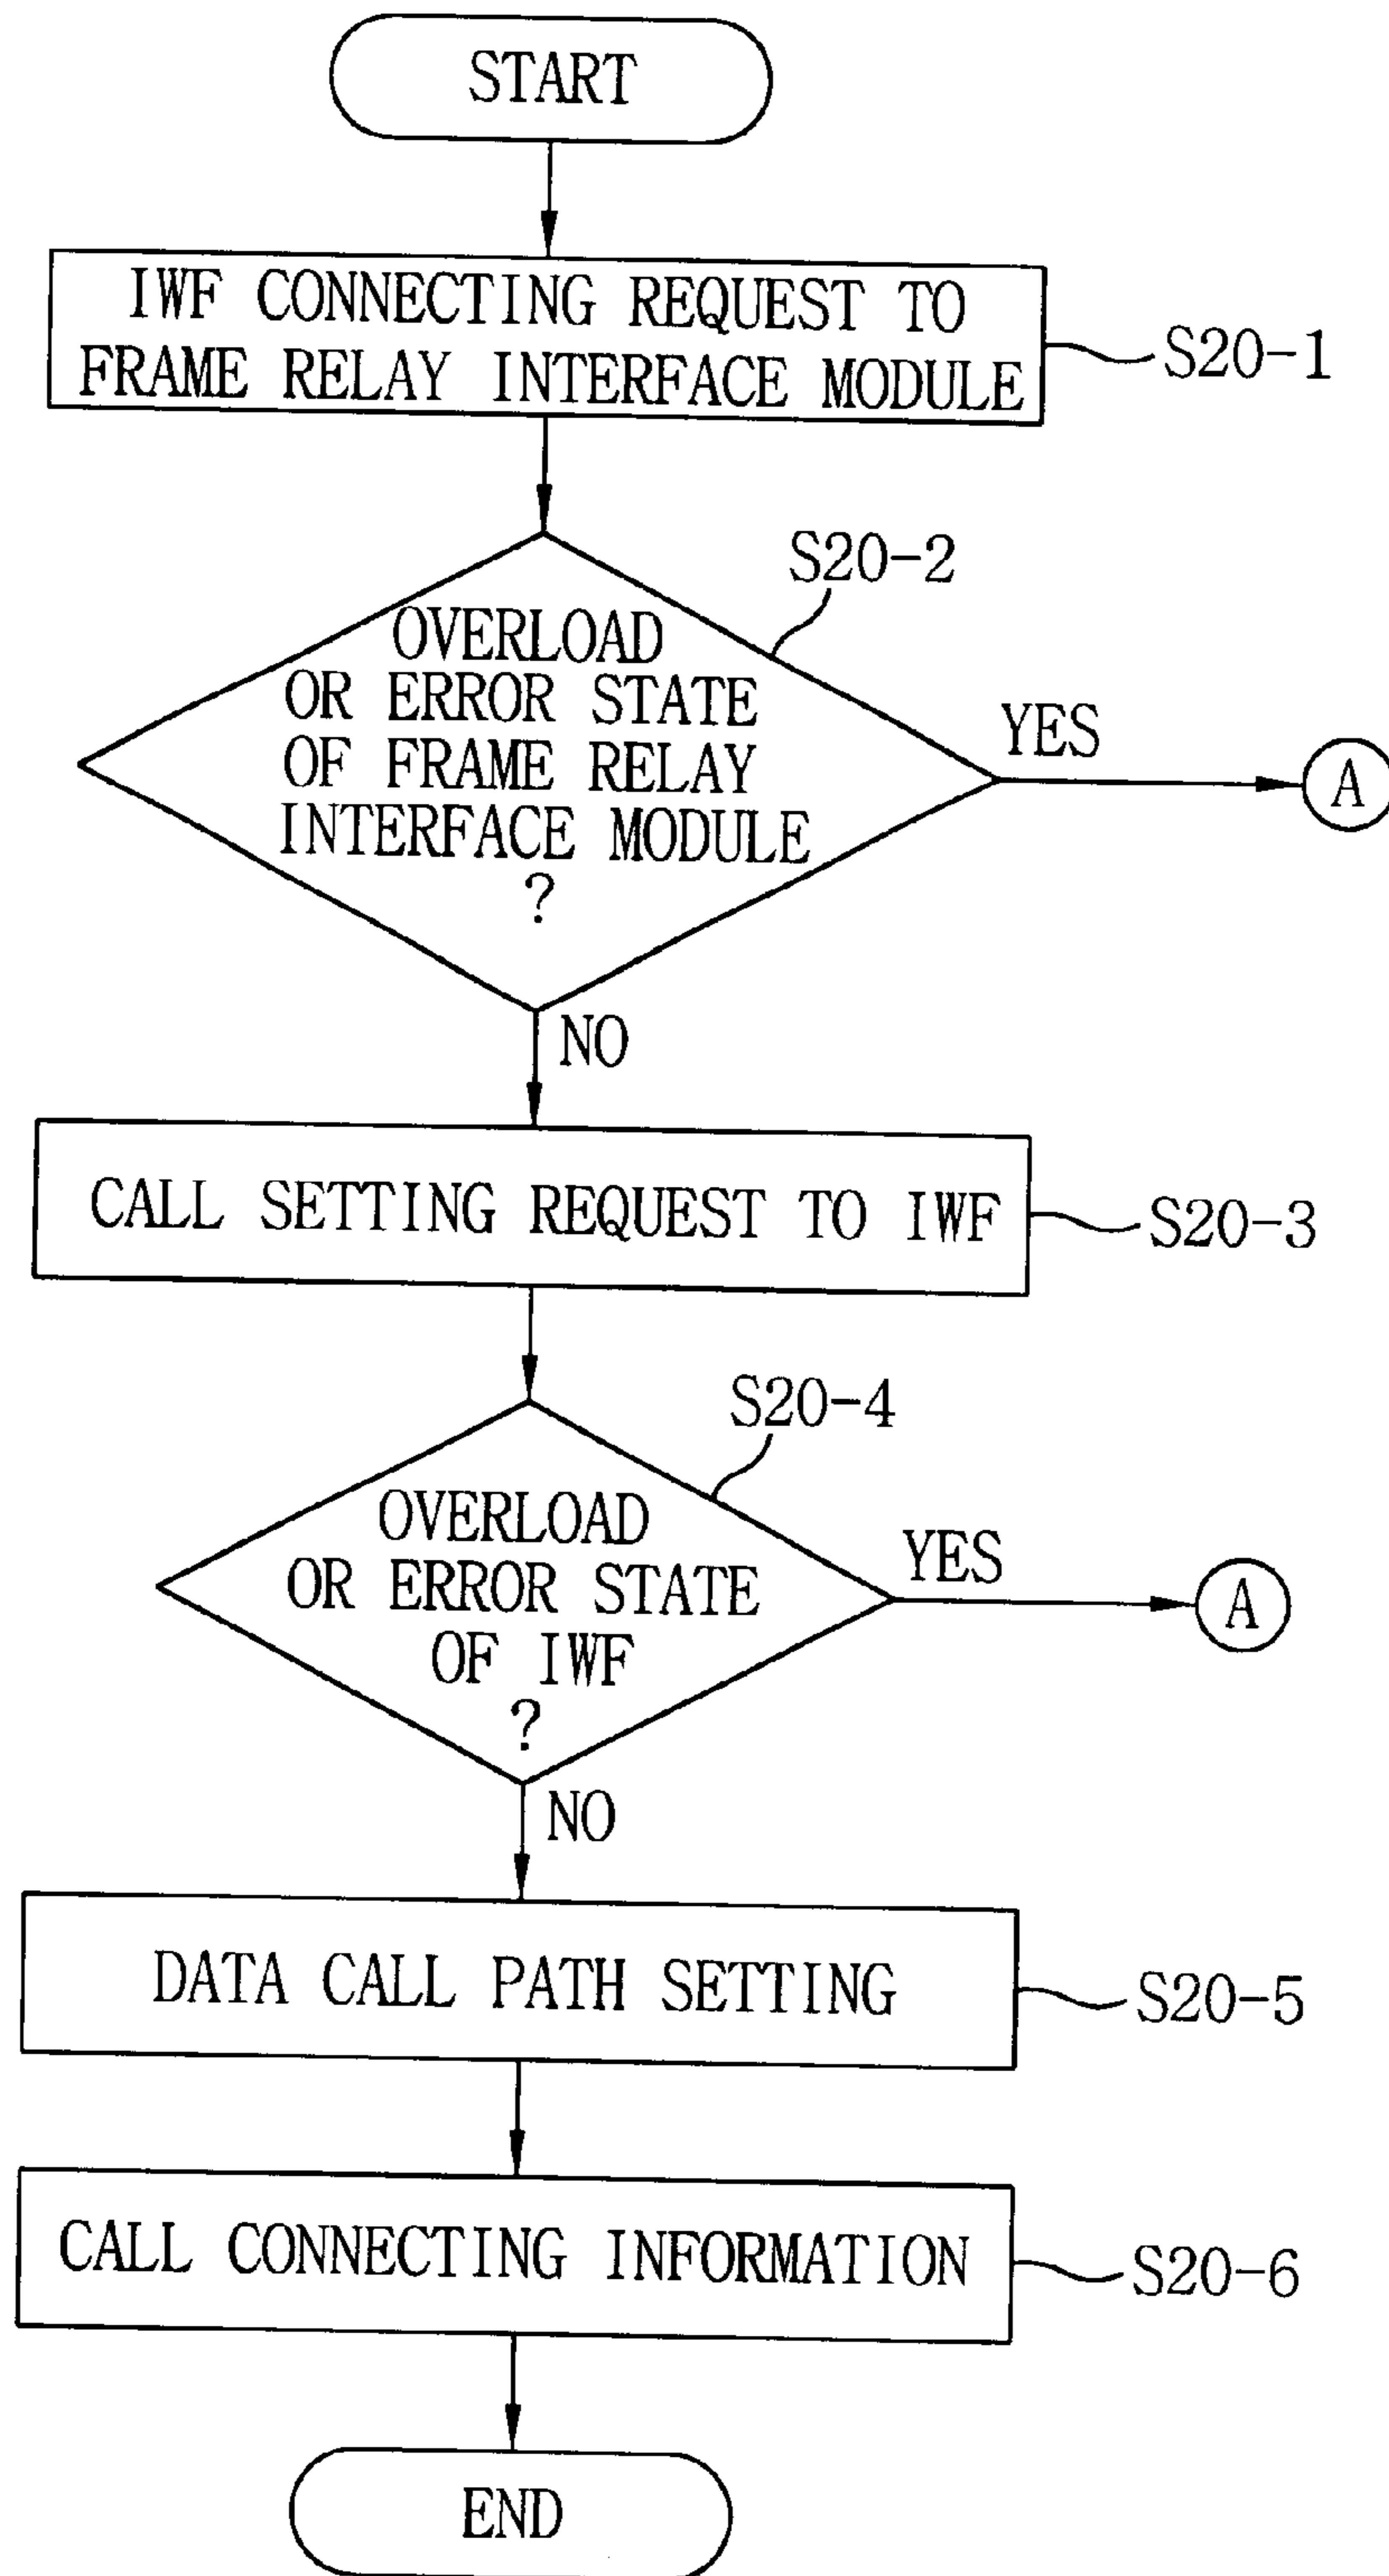 START
IWF CONNECTING REQUEST TO
FRAME RELAY INTERFACE MODULE
S20-1
S20-2
OVERLOAD
OR ERROR STATE
OF FRAME RELAY
INTERFACE MODULE
?
YES
A
NO
CALL SETTING REQUEST TO IWF
S20-3
S20-4
OVERLOAD
OR ERROR STATE
OF IWF
?
YES
A
NO
DATA CALL PATH SETTING
S20-5
CALL CONNECTING INFORMATION
S20-6
END